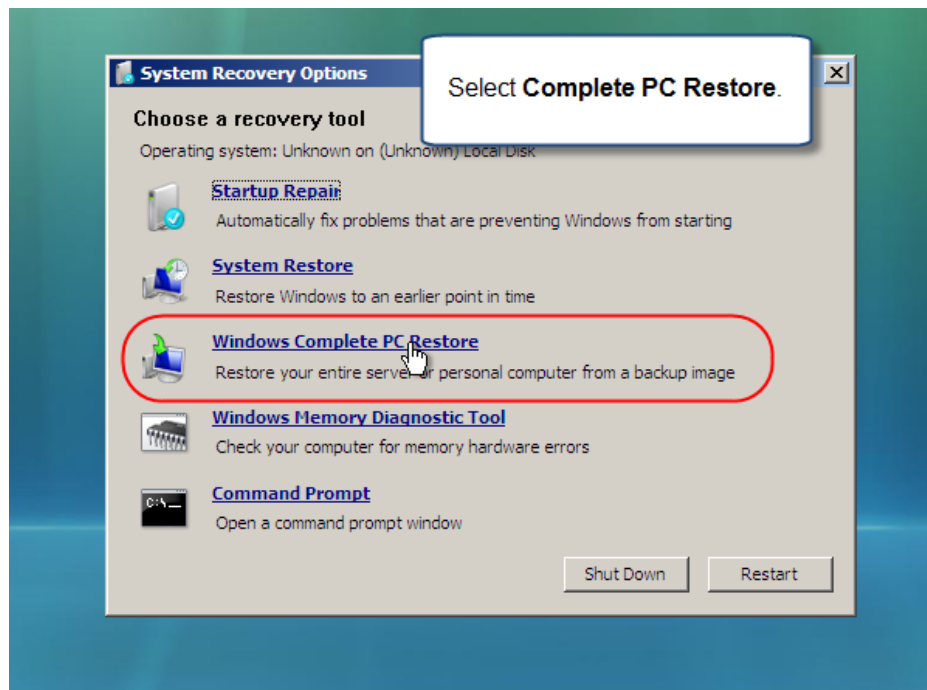 System Recovery Options
Select Complete PC Restore.
Choose a recovery tool
Operating system: Unknown on (Unknown) Local Disk
Startup Repair
Automatically fix problems that are preventing Windows from starting
System Restore
Restore Windows to an earlier point in time
Windows Complete PC Restore
Restore your entire server or personal computer from a backup image
Windows Memory Diagnostic Tool
Check your computer for memory hardware errors
C:\_
Command Prompt
Open a command prompt window
Shut Down
Restart